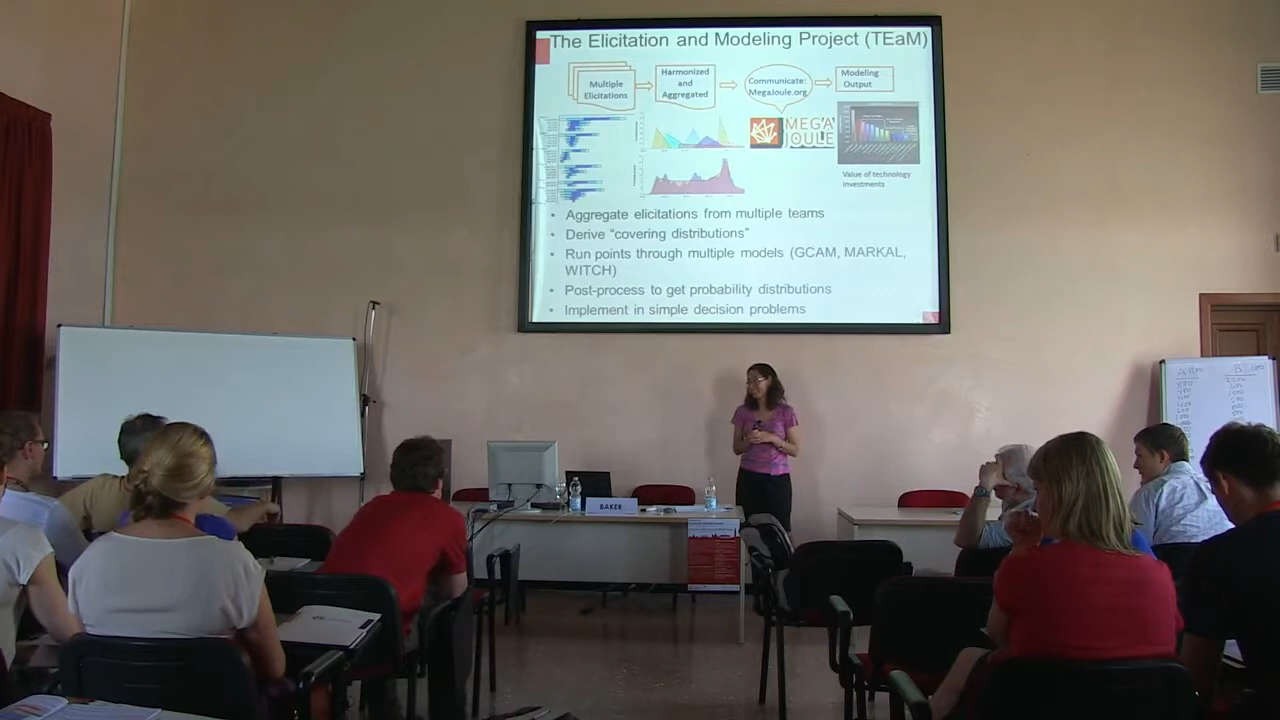 The Elicitation and Modeling Project (TEaM)
Multiple
Elicitations
Harmonized
and
Aggregated
Communicate:
MegaJoule.org
Modeling
Output
MEGA
JOULE
Value of technology
investments
• Aggregate elicitations from multiple teams
• Derive “covering distributions”
• Run points through multiple models (GCAM, MARKAL,
WITCH)
• Post-process to get probability distributions
• Implement in simple decision problems
BAKER
A
B